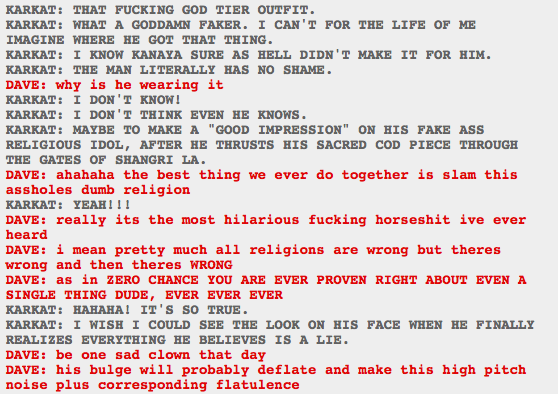 KARKAT: THAT FUCKING GOD TIER OUTFIT.
KARKAT: WHAT A GODDAMN FAKER. I CAN'T FOR THE LIFE OF ME
IMAGINE WHERE HE GOT THAT THING.
KARKAT: I KNOW KANAYA SURE AS HELL DIDN'T MAKE IT FOR HIM.
KARKAT: THE MAN LITERALLY HAS NO SHAME.
DAVE: why is he wearing it
KARKAT: I DON'T KNOW!
KARKAT: I DON'T THINK EVEN HE KNOWS.
KARKAT: MAYBE TO MAKE A "GOOD IMPRESSION" ON HIS FAKE ASS
RELIGIOUS IDOL, AFTER HE THRUSTS HIS SACRED COD PIECE THROUGH
THE GATES OF SHANGRI LA.
DAVE: ahahaha the best thing we ever do together is slam this
assholes dumb religion
KARKAT: YEAH!!!
DAVE: really its the most hilarious fucking horseshit ive ever
heard
DAVE: i mean pretty much all religions are wrong but theres
wrong and then theres WRONG
DAVE: as in ZERO CHANCE YOU ARE EVER PROVEN RIGHT ABOUT EVEN A
SINGLE THING DUDE, EVER EVER EVER
KARKAT: HAHAHA! IT'S SO TRUE.
KARKAT: I WISH I COULD SEE THE LOOK ON HIS FACE WHEN HE FINALLY
REALIZES EVERYTHING HE BELIEVES IS A LIE.
DAVE: be one sad clown that day
DAVE: his bulge will probably deflate and make this high pitch
noise plus corresponding flatulence